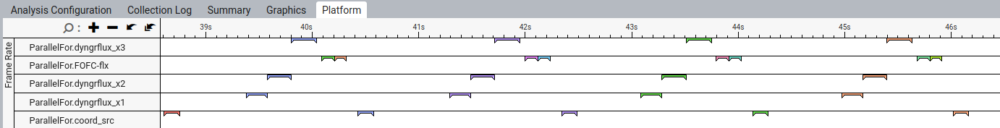 Analysis Configuration Collection Log Summary Graphics Platform
: 39s 40s 41s 42s 43s 44s 45s 46s
Frame Rate
ParallelFor.dyngrflux_x3
ParallelFor.FOFC-flx
ParallelFor.dyngrflux_x2
ParallelFor.dyngrflux_x1
ParallelFor.coord_src